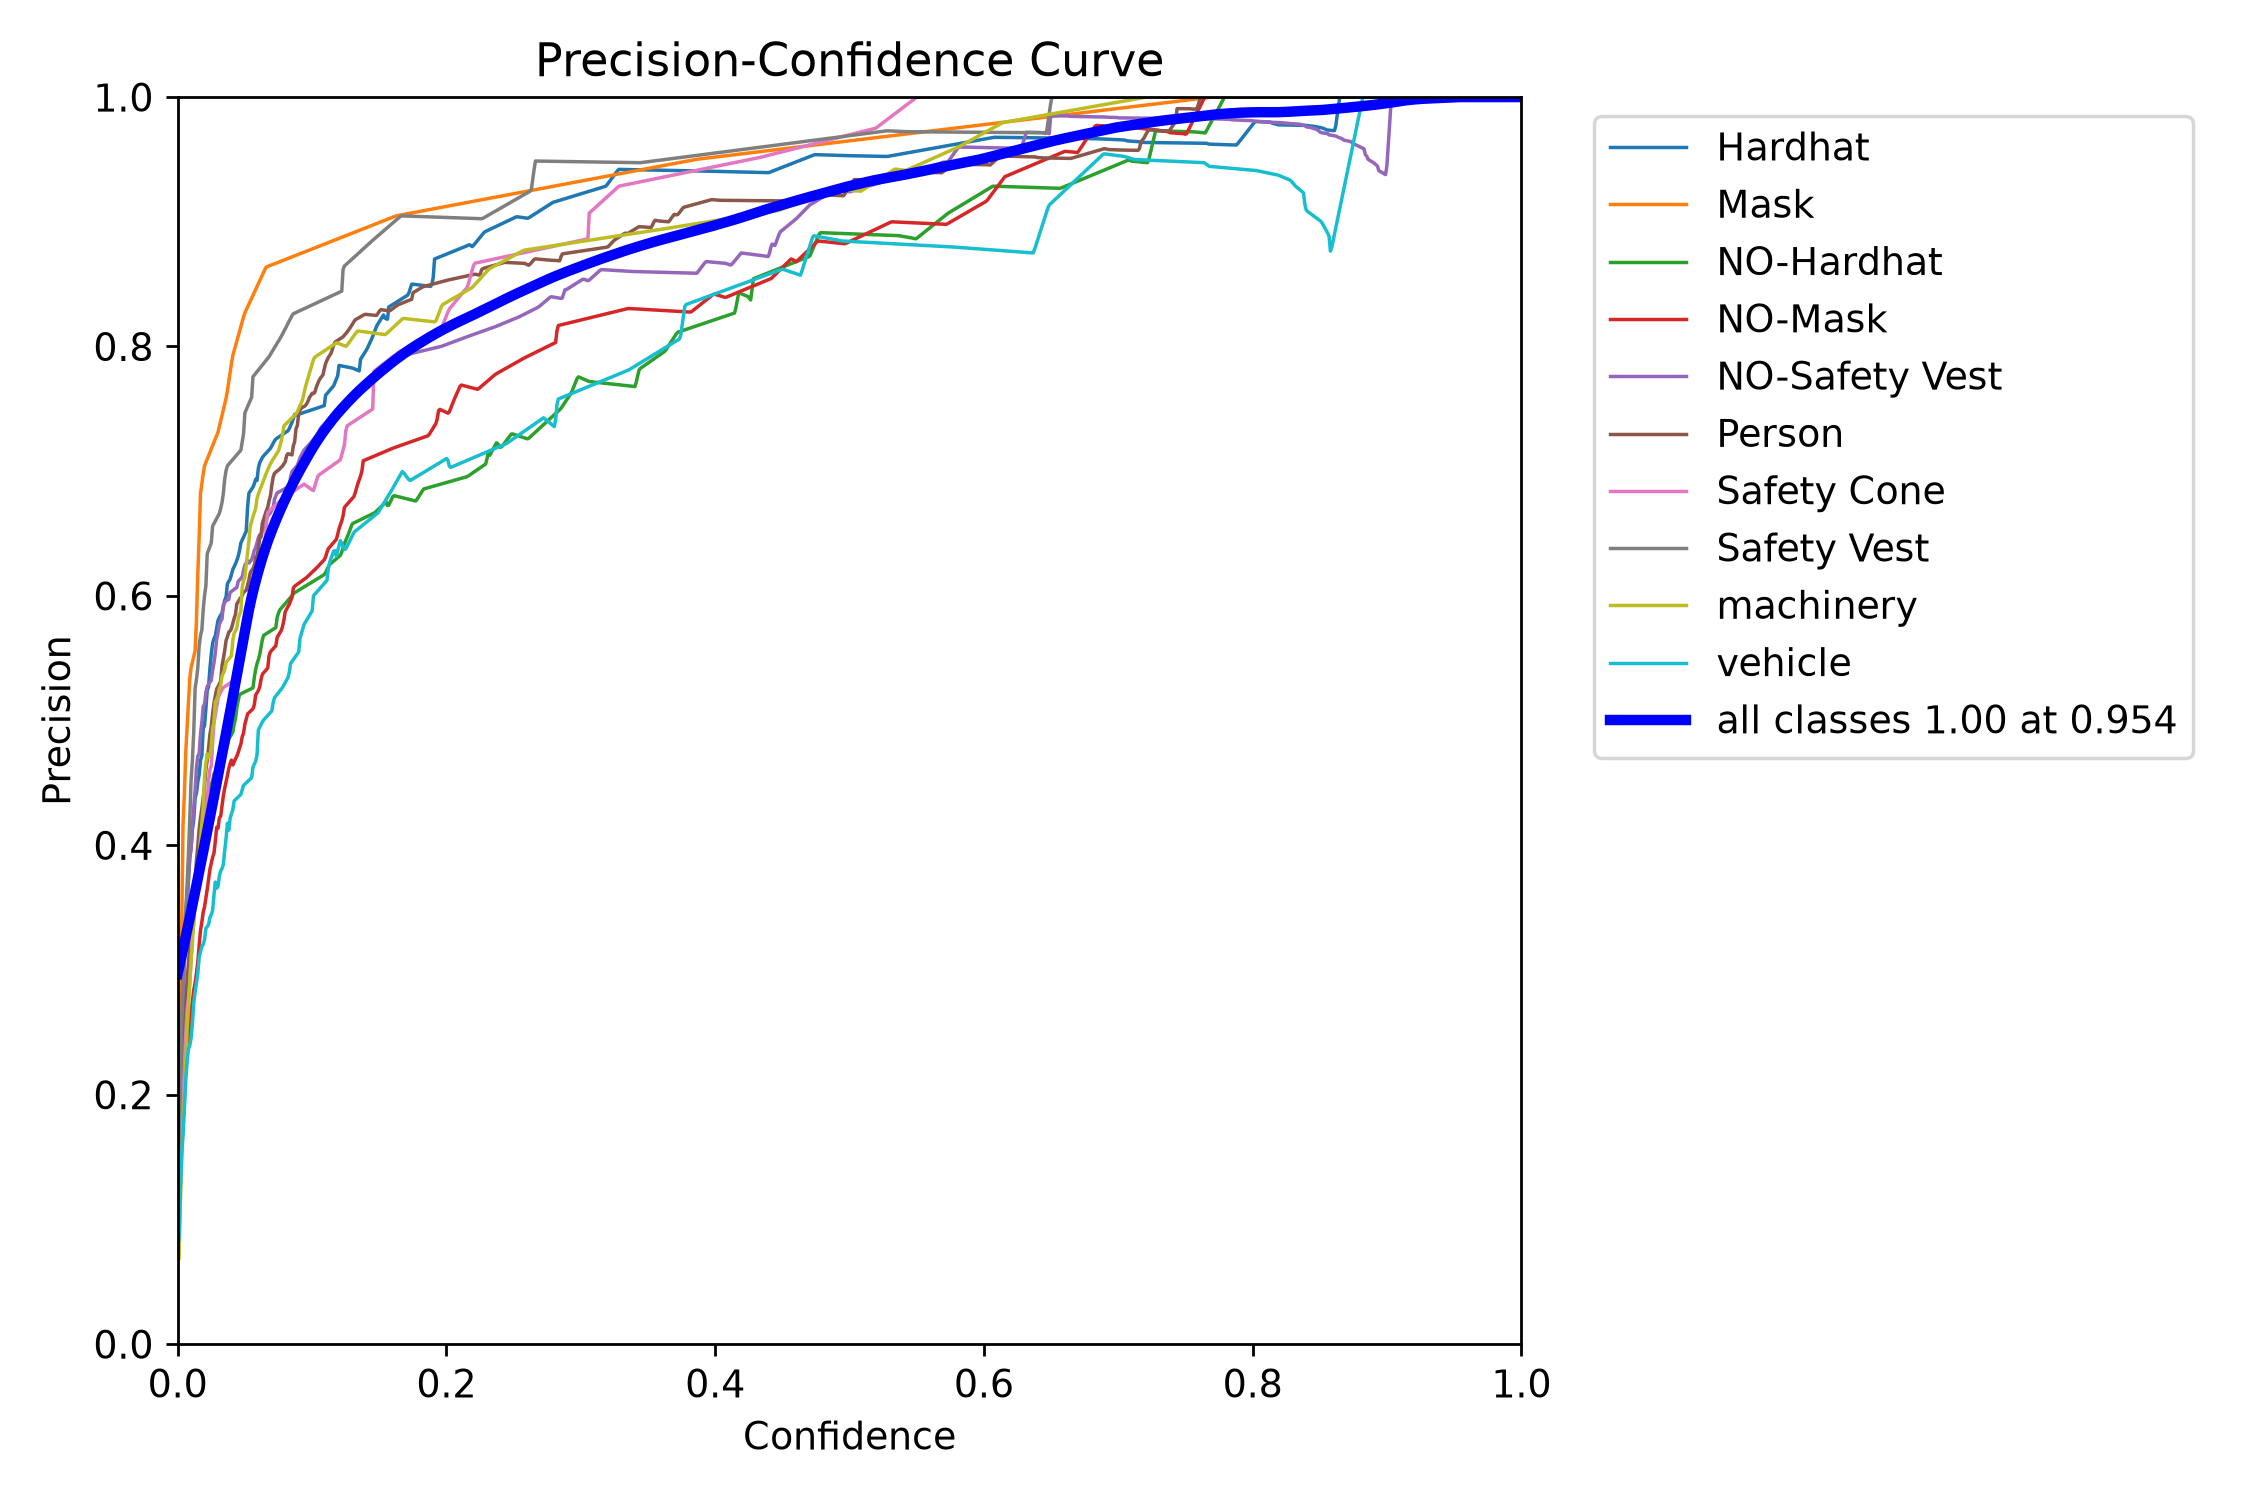 Precision-Confidence Curve
1.0
0.8
0.6
0.4
0.2
0.0
Precision
0.0 0.2 0.4 0.6 0.8 1.0
Confidence
Hardhat
Mask
NO-Hardhat
NO-Mask
NO-Safety Vest
Person
Safety Cone
Safety Vest
machinery
vehicle
all classes 1.00 at 0.954